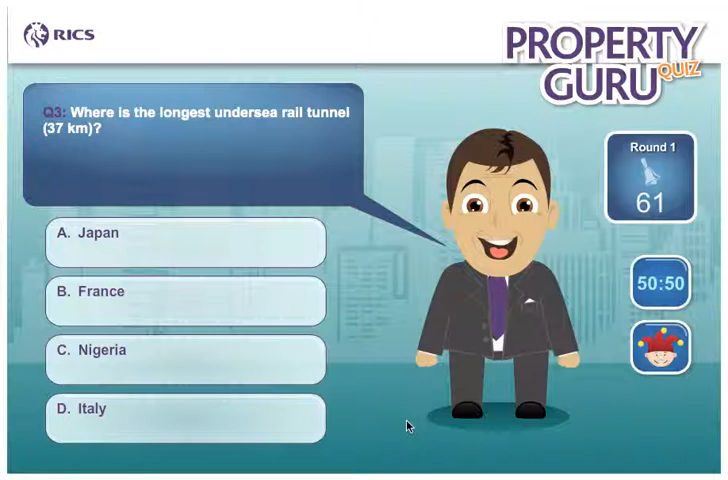 RICS
PROPERTY
GURU QUIZ
Q3: Where is the longest undersea rail tunnel
(37 km)?
Round 1
61
A. Japan
B. France
50:50
C. Nigeria
D. Italy